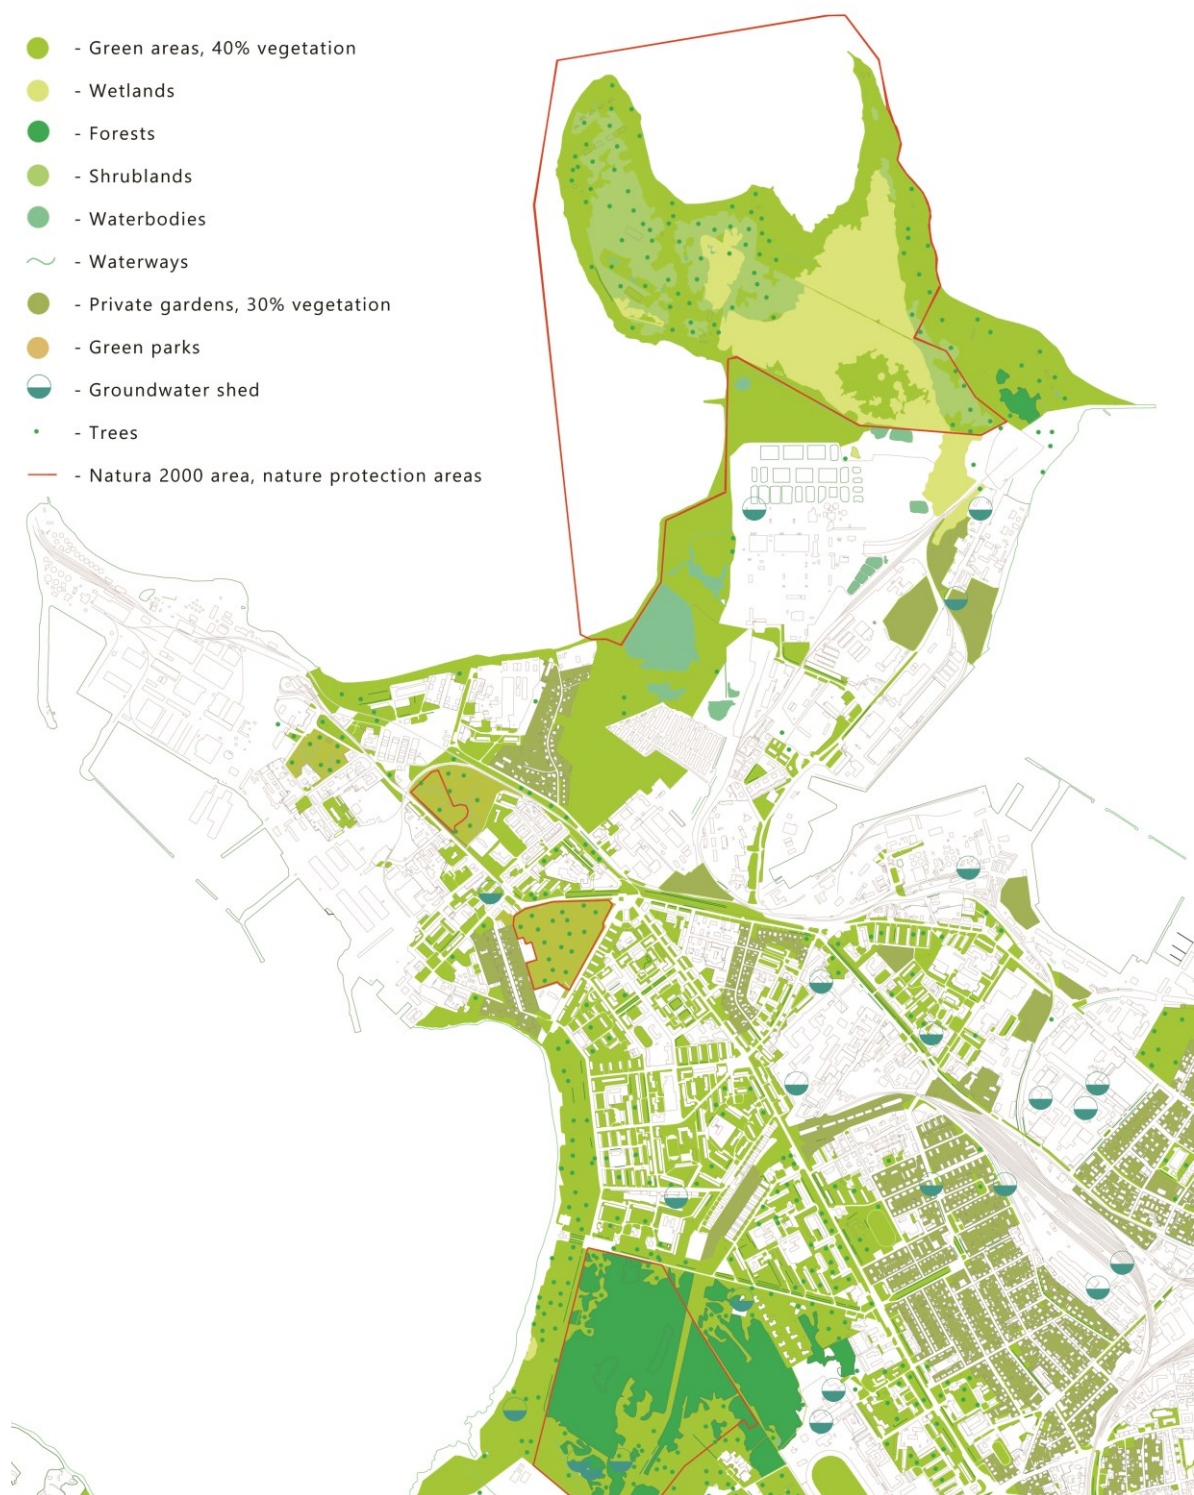 - Green areas, 40% vegetation
- Wetlands
- Forests
- Shrublands
- Waterbodies
- Waterways
- Private gardens, 30% vegetation
- Green parks
- Groundwater shed
- Trees
- Natura 2000 area, nature protection areas